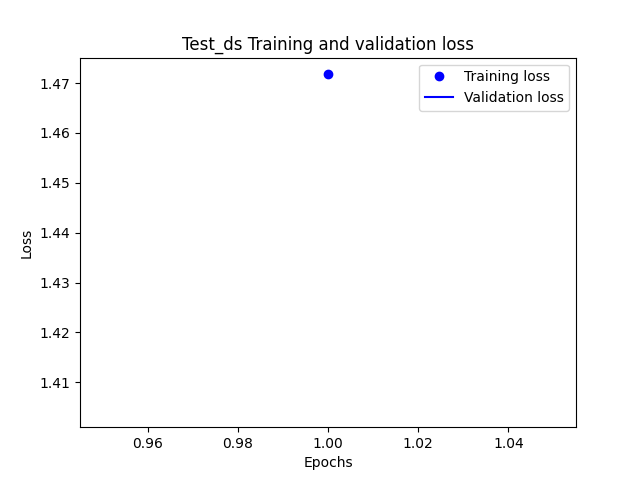 Test_ds Training and validation loss
Training loss
Validation loss
1.47
1.46
1.45
1.44
1.43
1.42
1.41
Loss
0.96 0.98 1.00 1.02 1.04
Epochs